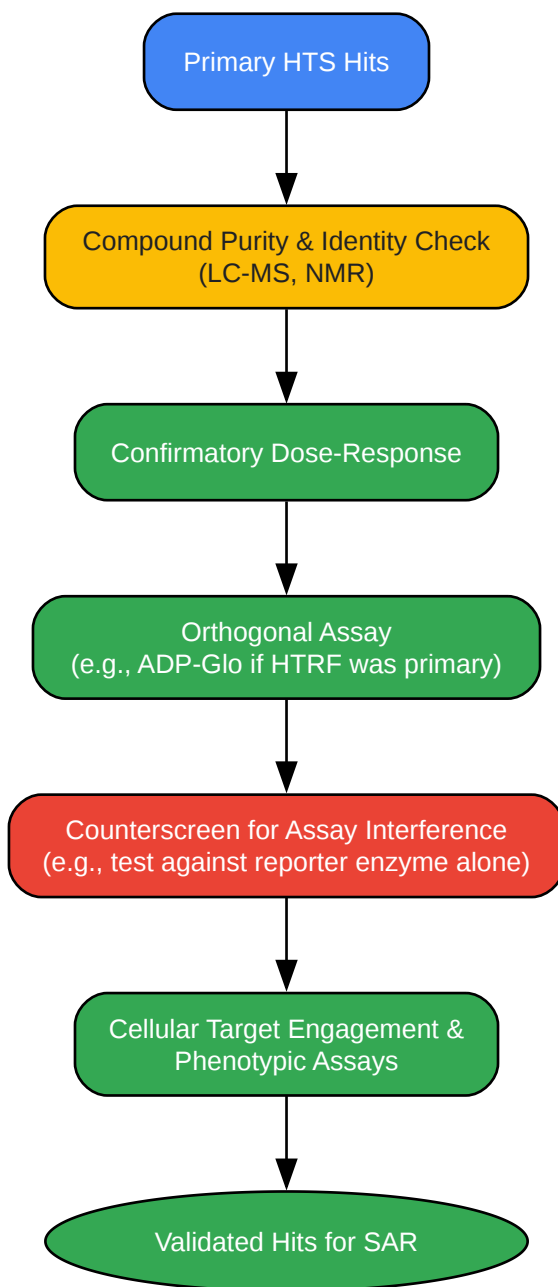 Primary HTS Hits
Compound Purity & Identity Check
(LC-MS, NMR)
Confirmatory Dose-Response
Orthogonal Assay
(e.g., ADP-Glo if HTRF was primary)
Counterscreen for Assay Interference
(e.g., test against reporter enzyme alone)
Cellular Target Engagement &
Phenotypic Assays
Validated Hits for SAR